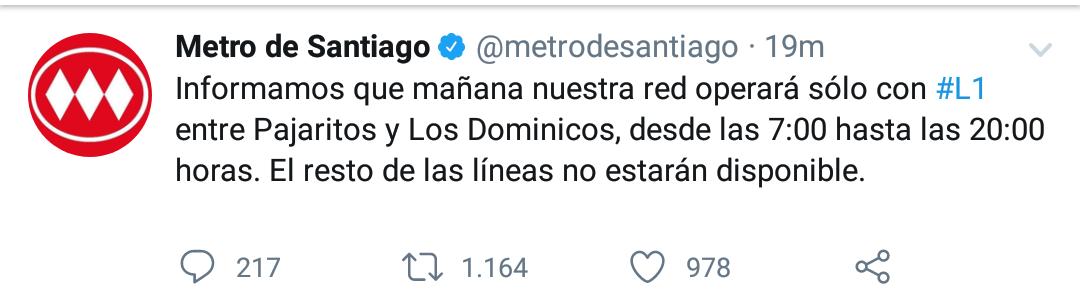 Metro de Santiago @metrodesantiago · 19m
Informamos que mañana nuestra red operará sólo con #L1
entre Pajaritos y Los Dominicos, desde las 7:00 hasta las 20:00
horas. El resto de las líneas no estarán disponible.
217 1.164 978